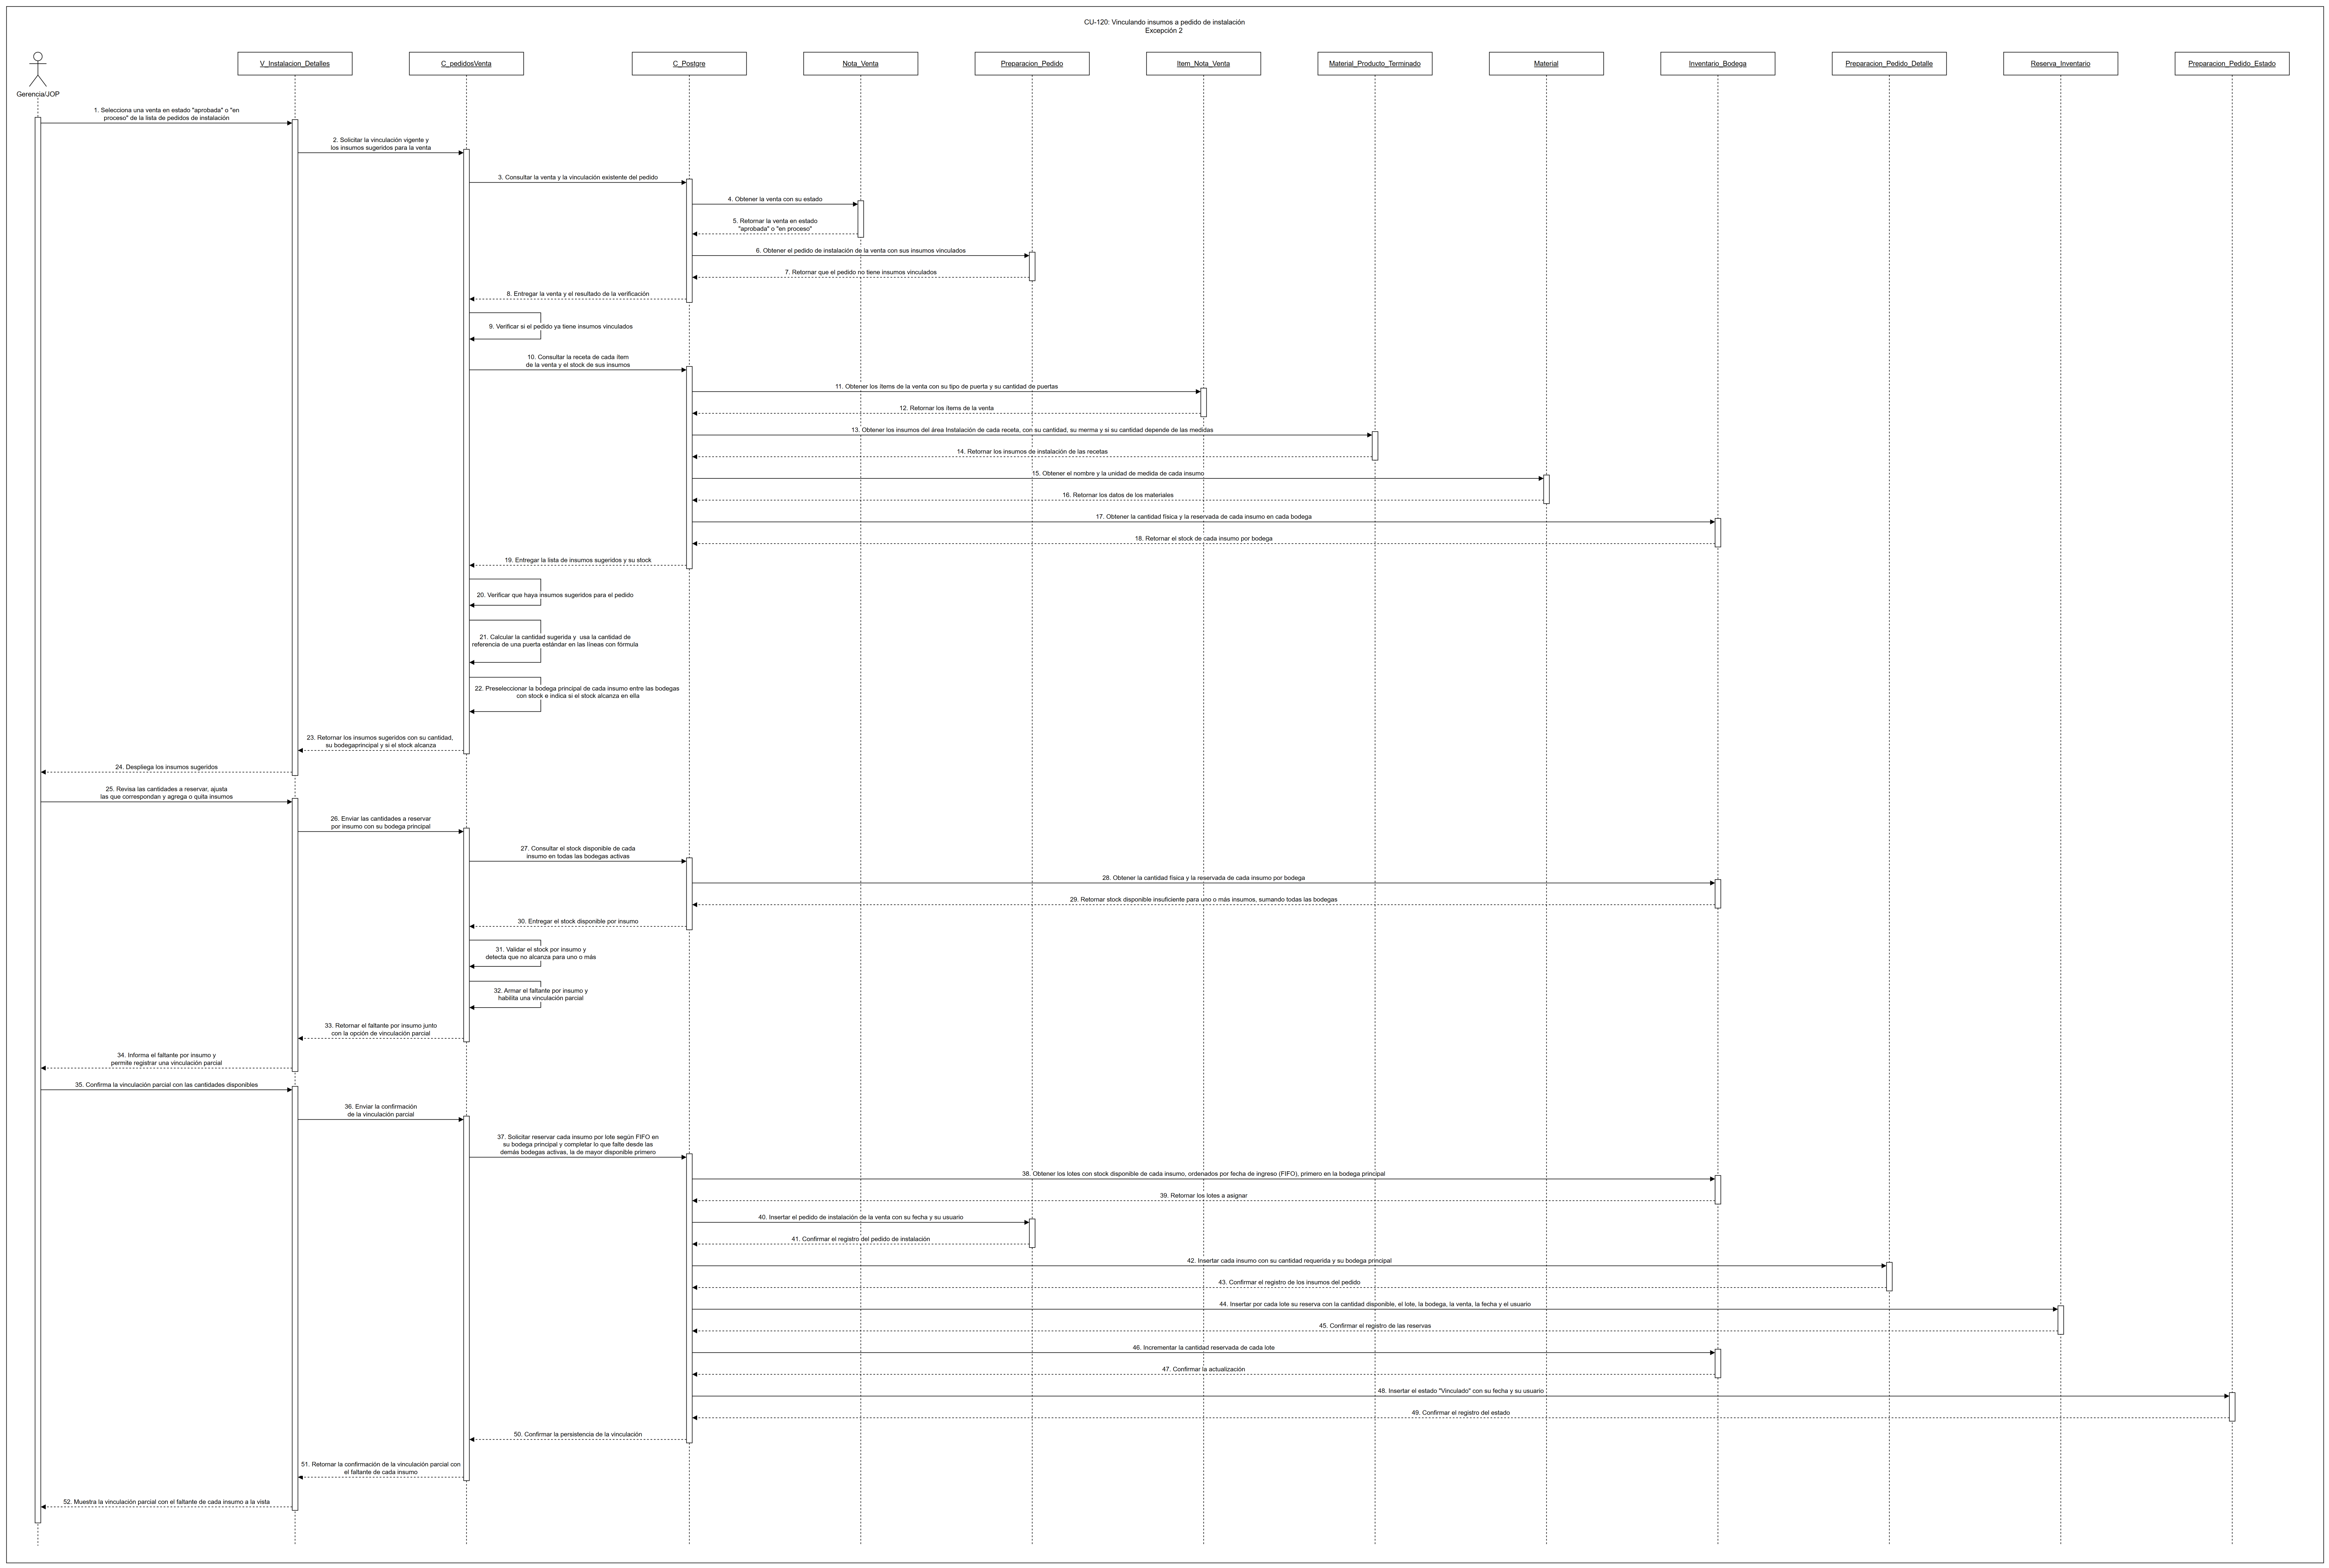 CU-120: Vinculando insumos a pedido de instalación
Excepción 2
Gerencia/JOP
V_Instalacion_Detalles
C_pedidosVenta
C_Postgre
Nota_Venta
Preparacion_Pedido
Item_Nota_Venta
Material_Producto_Terminado
Material
Inventario_Bodega
Preparacion_Pedido_Detalle
Reserva_Inventario
Preparacion_Pedido_Estado
1. Selecciona una venta en estado "aprobada" o "en
proceso" de la lista de pedidos de instalación
2. Solicitar la vinculación vigente y
los insumos sugeridos para la venta
3. Consultar la venta y la vinculación existente del pedido
4. Obtener la venta con su estado
5. Retornar la venta en estado
"aprobada" o "en proceso"
6. Obtener el pedido de instalación de la venta con sus insumos vinculados
7. Retornar que el pedido no tiene insumos vinculados
8. Entregar la venta y el resultado de la verificación
9. Verificar si el pedido ya tiene insumos vinculados
10. Consultar la receta de cada ítem
de la venta y el stock de sus insumos
11. Obtener los ítems de la venta con su tipo de puerta y su cantidad de puertas
12. Retornar los ítems de la venta
13. Obtener los insumos del área Instalación de cada receta, con su cantidad, su merma y si su cantidad depende de las medidas
14. Retornar los insumos de instalación de las recetas
15. Obtener el nombre y la unidad de medida de cada insumo
16. Retornar los datos de los materiales
17. Obtener la cantidad física y la reservada de cada insumo en cada bodega
18. Retornar el stock de cada insumo por bodega
19. Entregar la lista de insumos sugeridos y su stock
20. Verificar que haya insumos sugeridos para el pedido
21. Calcular la cantidad sugerida y  usa la cantidad de
referencia de una puerta estándar en las líneas con fórmula
22. Preseleccionar la bodega principal de cada insumo entre las bodegas
con stock e indica si el stock alcanza en ella
23. Retornar los insumos sugeridos con su cantidad,
su bodegaprincipal y si el stock alcanza
24. Despliega los insumos sugeridos
25. Revisa las cantidades a reservar, ajusta
las que correspondan y agrega o quita insumos
26. Enviar las cantidades a reservar
por insumo con su bodega principal
27. Consultar el stock disponible de cada
insumo en todas las bodegas activas
28. Obtener la cantidad física y la reservada de cada insumo por bodega
29. Retornar stock disponible insuficiente para uno o más insumos, sumando todas las bodegas
30. Entregar el stock disponible por insumo
31. Validar el stock por insumo y
detecta que no alcanza para uno o más
32. Armar el faltante por insumo y
habilita una vinculación parcial
33. Retornar el faltante por insumo junto
con la opción de vinculación parcial
34. Informa el faltante por insumo y
permite registrar una vinculación parcial
35. Confirma la vinculación parcial con las cantidades disponibles
36. Enviar la confirmación
de la vinculación parcial
37. Solicitar reservar cada insumo por lote según FIFO en
su bodega principal y completar lo que falte desde las
demás bodegas activas, la de mayor disponible primero
38. Obtener los lotes con stock disponible de cada insumo, ordenados por fecha de ingreso (FIFO), primero en la bodega principal
39. Retornar los lotes a asignar
40. Insertar el pedido de instalación de la venta con su fecha y su usuario
41. Confirmar el registro del pedido de instalación
42. Insertar cada insumo con su cantidad requerida y su bodega principal
43. Confirmar el registro de los insumos del pedido
44. Insertar por cada lote su reserva con la cantidad disponible, el lote, la bodega, la venta, la fecha y el usuario
45. Confirmar el registro de las reservas
46. Incrementar la cantidad reservada de cada lote
47. Confirmar la actualización
48. Insertar el estado "Vinculado" con su fecha y su usuario
49. Confirmar el registro del estado
50. Confirmar la persistencia de la vinculación
51. Retornar la confirmación de la vinculación parcial con
el faltante de cada insumo
52. Muestra la vinculación parcial con el faltante de cada insumo a la vista